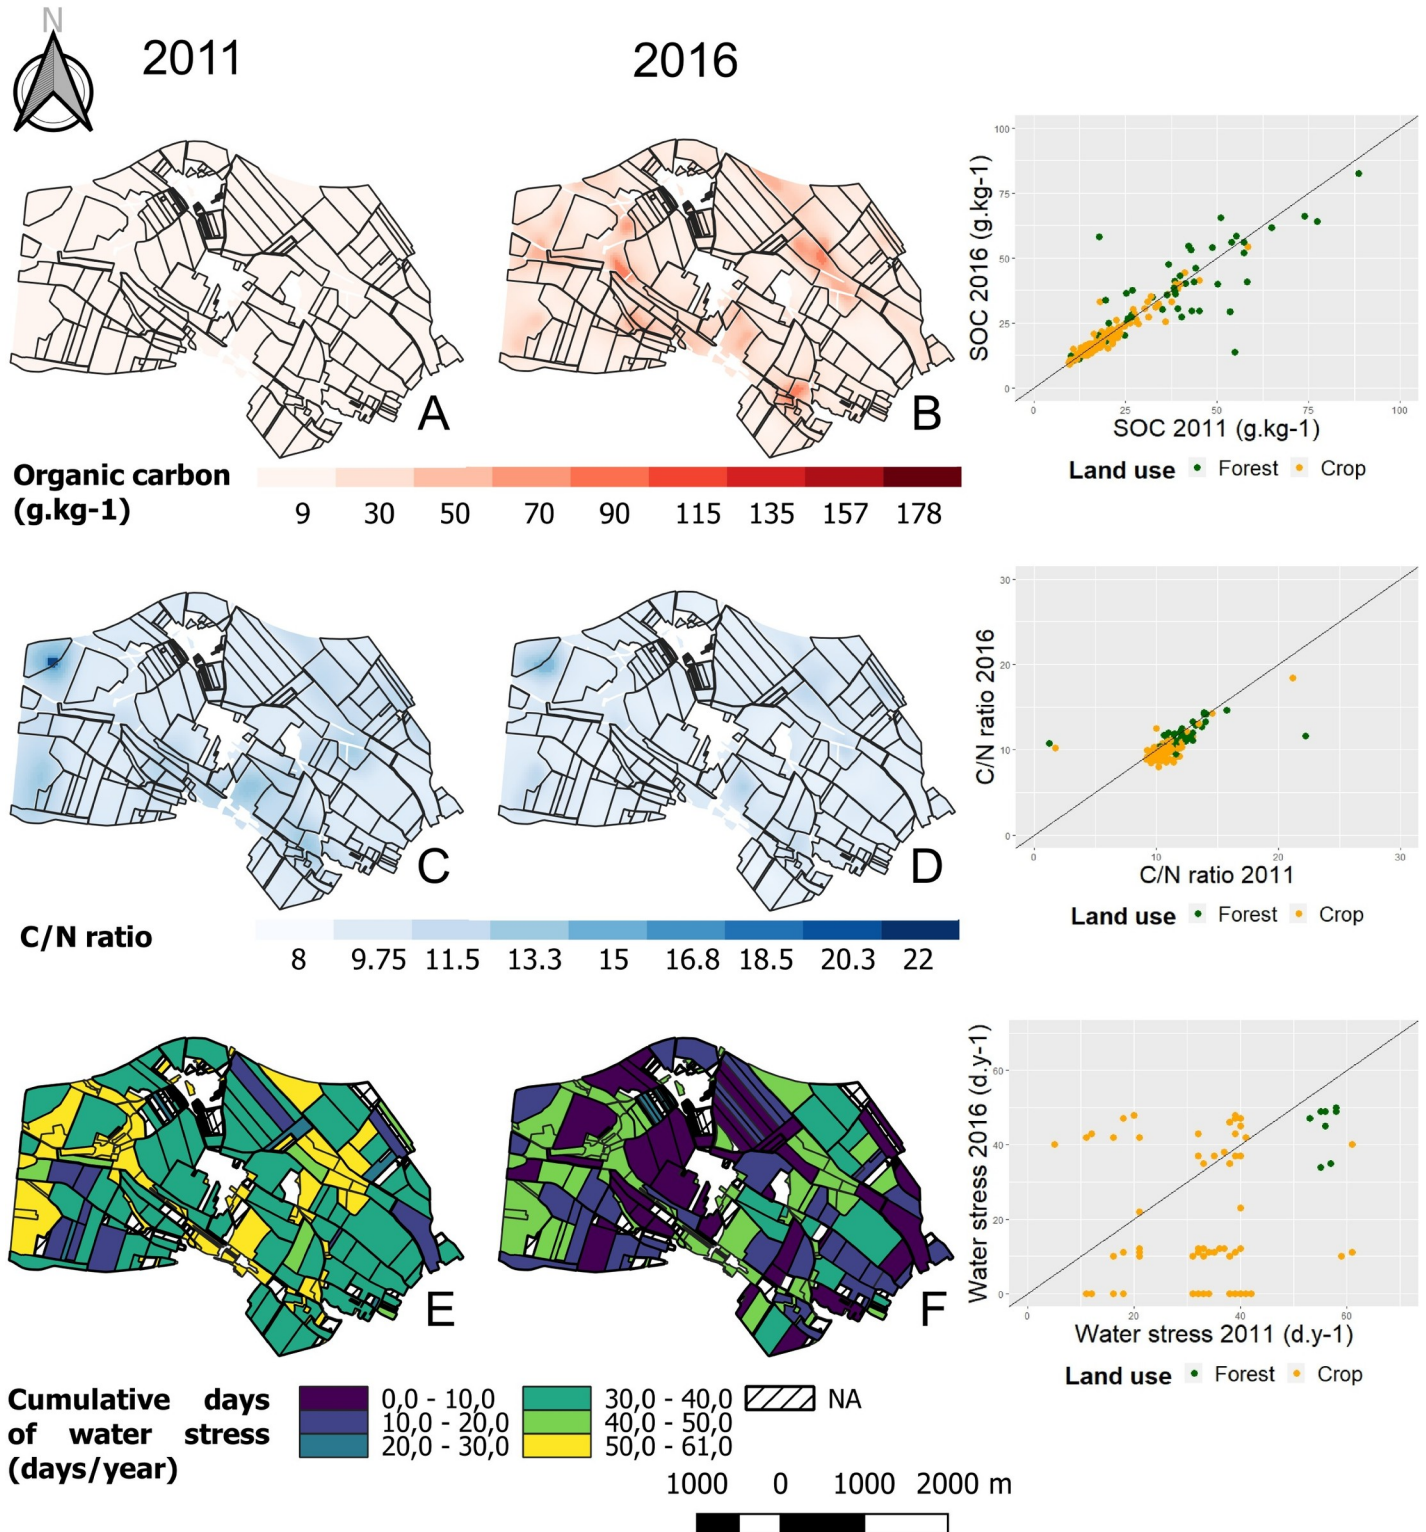 N
2011
2016
A
B
100
75
50
25
0
SOC 2016 (g.kg-1)
0 25 50 75 100
SOC 2011 (g.kg-1)
Land use Forest Crop
Organic carbon
(g.kg-1)
9 30 50 70 90 115 135 157 178
C
D
30
20
10
0
C/N ratio 2016
0 10 20 30
C/N ratio 2011
Land use Forest Crop
C/N ratio
8 9.75 11.5 13.3 15 16.8 18.5 20.3 22
E
F
60
40
20
0
Water stress 2016 (d.y-1)
0 20 40 60
Water stress 2011 (d.y-1)
Land use Forest Crop
Cumulative days
of water stress
(days/year)
0,0 - 10,0
10,0 - 20,0
20,0 - 30,0
30,0 - 40,0
40,0 - 50,0
50,0 - 61,0
NA
1000 0 1000 2000 m